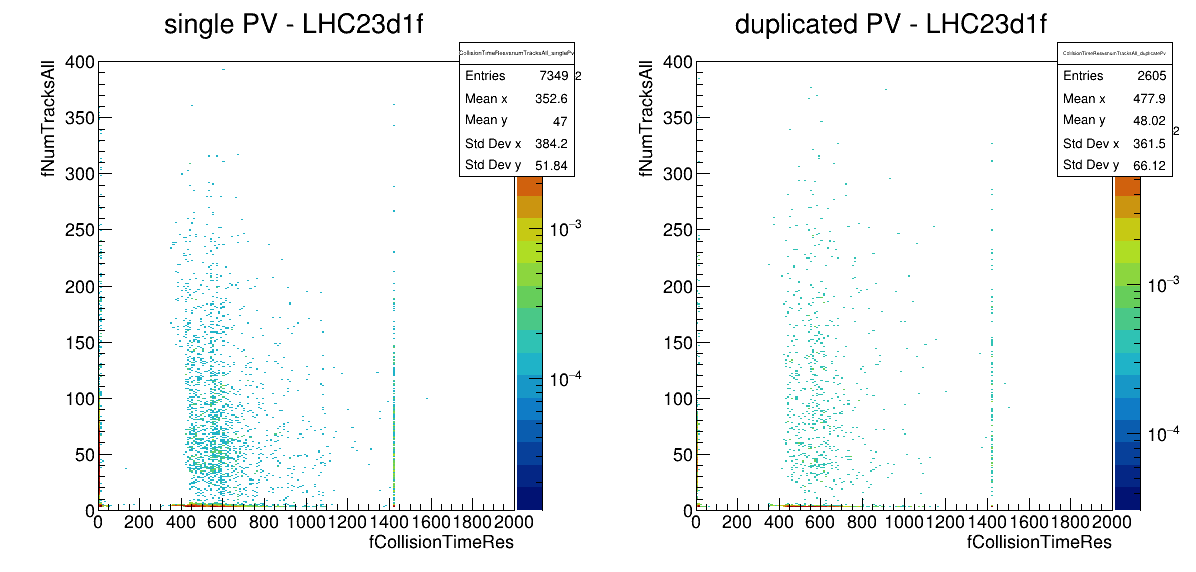 single PV - LHC23d1f
fNumTracksAll
400
350
300
250
200
150
100
50
0
0 200 400 600 800 1000 1200 1400 1600 1800 2000
fCollisionTimeRes
Entries 7349
Mean x 352.6
Mean y 47
Std Dev x 384.2
Std Dev y 51.84
2
10−3
10−4
duplicated PV - LHC23d1f
fNumTracksAll
400
350
300
250
200
150
100
50
0
0 200 400 600 800 1000 1200 1400 1600 1800 2000
fCollisionTimeRes
Entries 2605
Mean x 477.9
Mean y 48.02
Std Dev x 361.5
Std Dev y 66.12
2
10−3
10−4